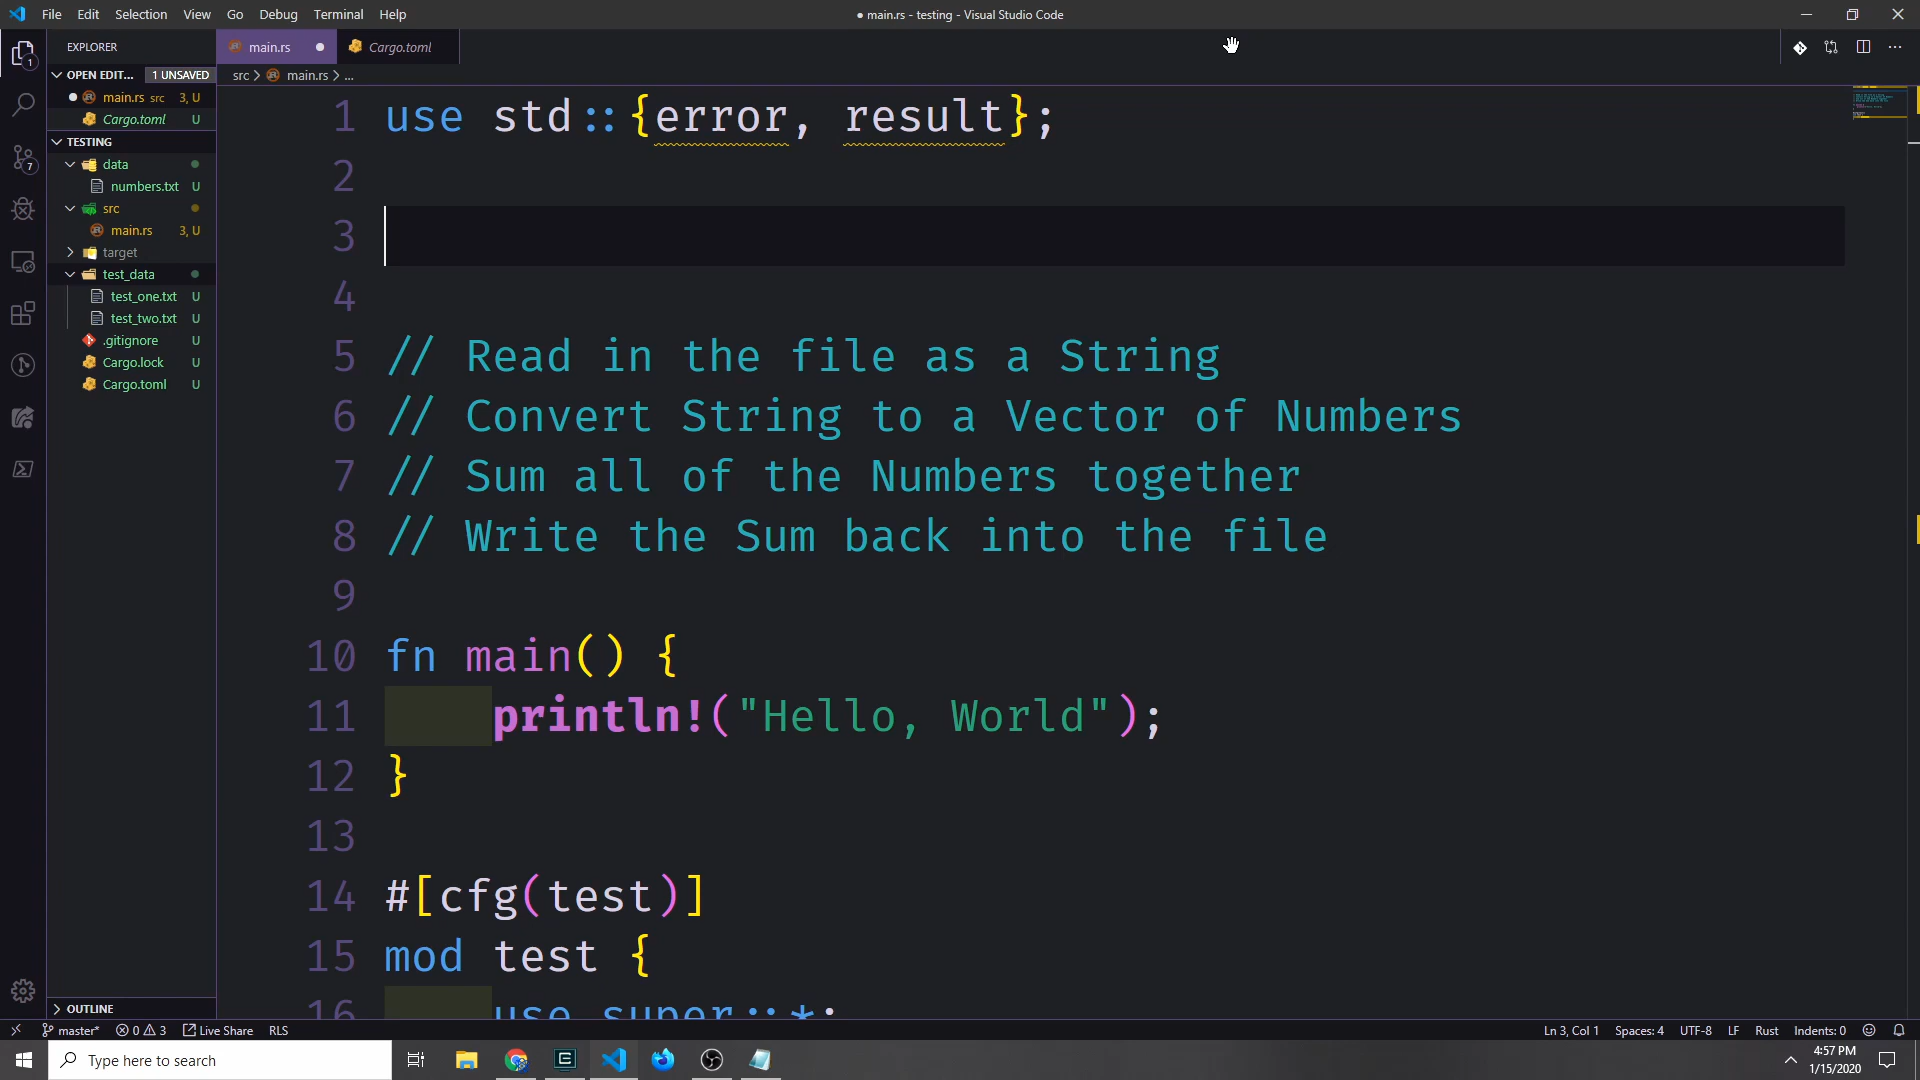 File Edit Selection View Go Debug Terminal Help
● main.rs - testing - Visual Studio Code
EXPLORER
OPEN EDIT... 1 UNSAVED
main.rs src 3, U
Cargo.toml U
TESTING
data
numbers.txt U
src
main.rs 3, U
target
test_data
test_one.txt U
test_two.txt U
.gitignore U
Cargo.lock U
Cargo.toml U
OUTLINE
1
7
main.rs
Cargo.toml
src > main.rs > ...
1 use std::{error, result};
2
3
4
5 // Read in the file as a String
6 // Convert String to a Vector of Numbers
7 // Sum all of the Numbers together
8 // Write the Sum back into the file
9
10 fn main() {
11 println!("Hello, World");
12 }
13
14 #[cfg(test)]
15 mod test {
16 use super::*;
master* 0 3 Live Share RLS
Ln 3, Col 1 Spaces: 4 UTF-8 LF Rust Indents: 0
Type here to search
4:57 PM
1/15/2020